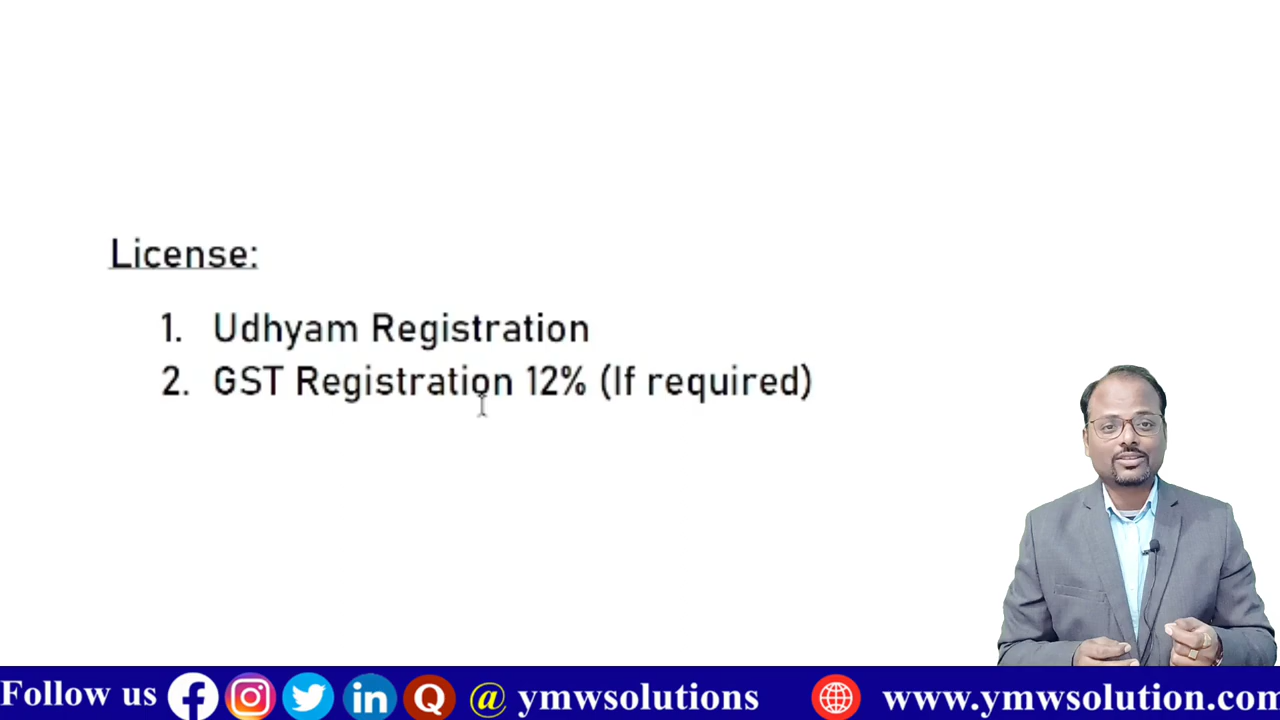 License:
1. Udhyam Registration
2. GST Registration 12% (If required)
Follow us @ ymwsolutions www.ymwsolution.com